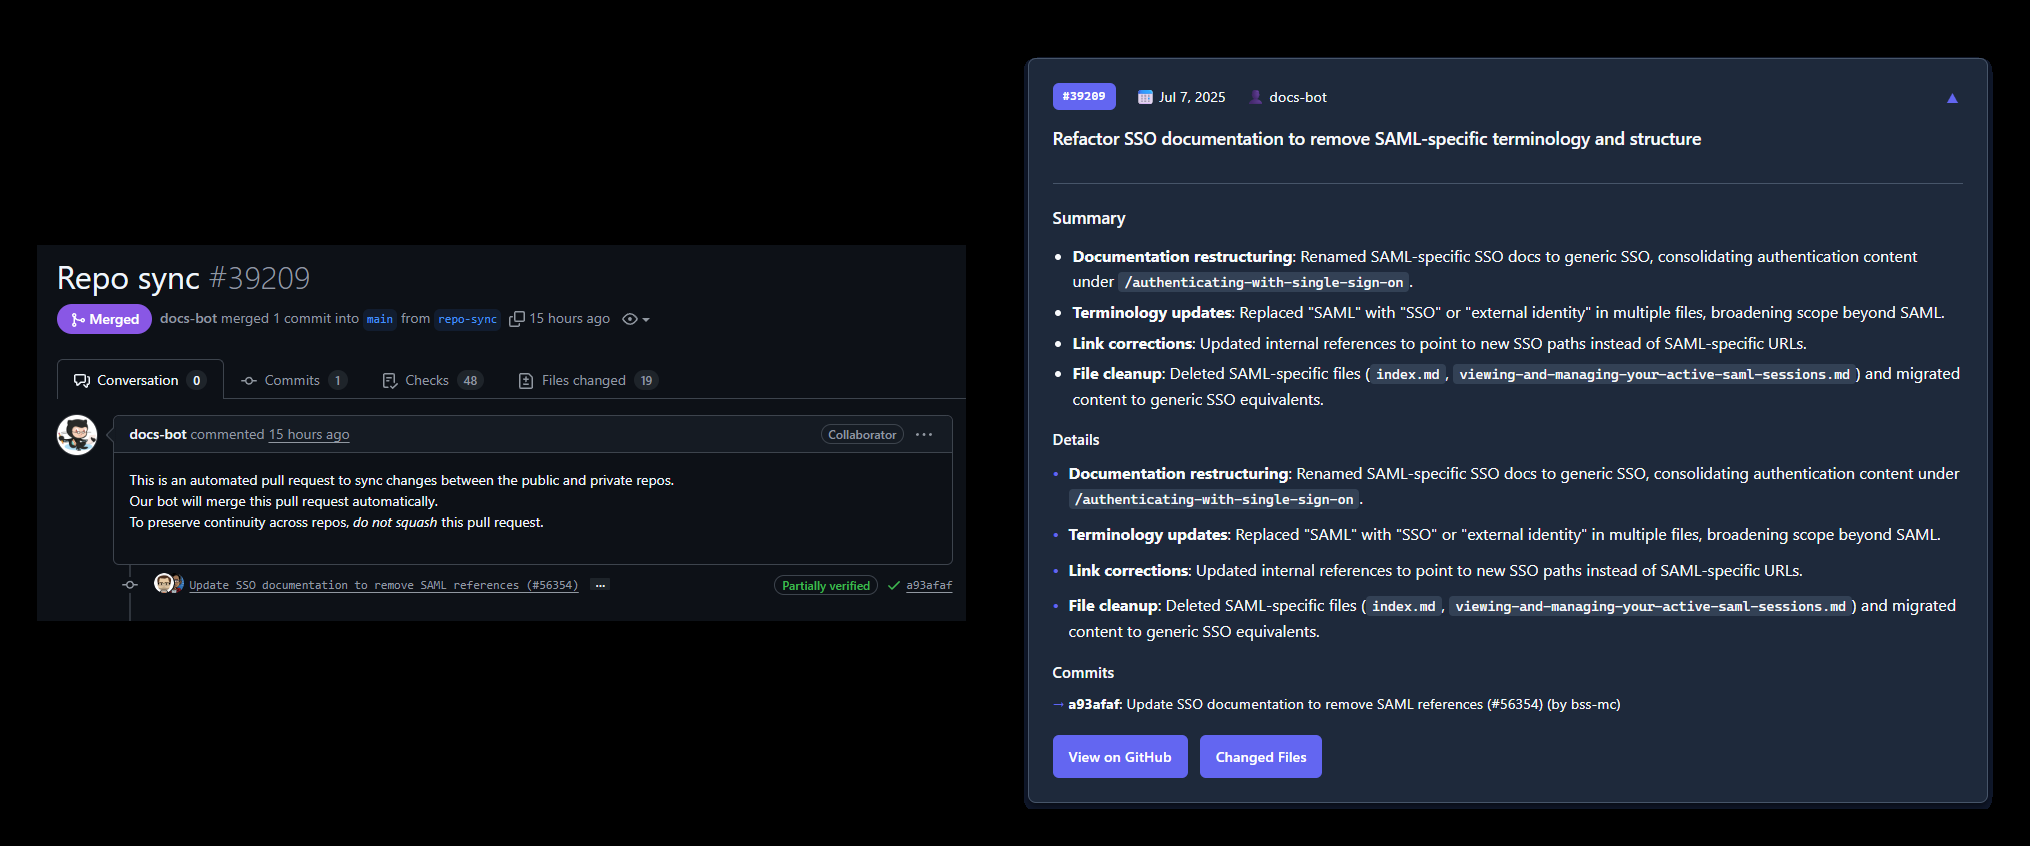 Repo sync #39209
Merged docs-bot merged 1 commit into main from repo-sync 15 hours ago
Conversation 0 Commits 1 Checks 48 Files changed 19
docs-bot commented 15 hours ago Collaborator ...
This is an automated pull request to sync changes between the public and private repos.
Our bot will merge this pull request automatically.
To preserve continuity across repos, do not squash this pull request.
Update SSO documentation to remove SAML references (#56354) ... Partially verified a93afaf
#39209 Jul 7, 2025 docs-bot
Refactor SSO documentation to remove SAML-specific terminology and structure
Summary
• Documentation restructuring: Renamed SAML-specific SSO docs to generic SSO, consolidating authentication content
under /authenticating-with-single-sign-on.
• Terminology updates: Replaced "SAML" with "SSO" or "external identity" in multiple files, broadening scope beyond SAML.
• Link corrections: Updated internal references to point to new SSO paths instead of SAML-specific URLs.
• File cleanup: Deleted SAML-specific files (index.md, viewing-and-managing-your-active-saml-sessions.md) and migrated
content to generic SSO equivalents.
Details
• Documentation restructuring: Renamed SAML-specific SSO docs to generic SSO, consolidating authentication content under
/authenticating-with-single-sign-on.
• Terminology updates: Replaced "SAML" with "SSO" or "external identity" in multiple files, broadening scope beyond SAML.
• Link corrections: Updated internal references to point to new SSO paths instead of SAML-specific URLs.
• File cleanup: Deleted SAML-specific files (index.md, viewing-and-managing-your-active-saml-sessions.md) and migrated
content to generic SSO equivalents.
Commits
→ a93afaf: Update SSO documentation to remove SAML references (#56354) (by bss-mc)
View on GitHub Changed Files